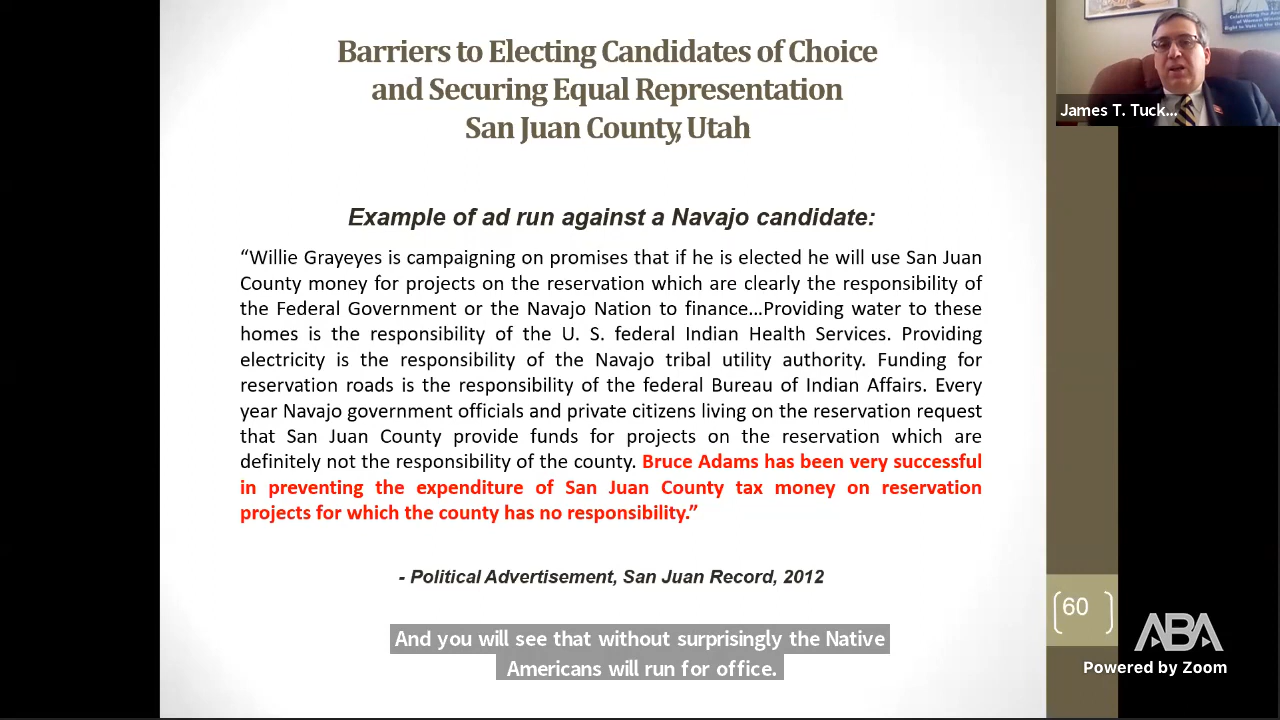 Barriers to Electing Candidates of Choice
and Securing Equal Representation
San Juan County, Utah
Example of ad run against a Navajo candidate:
“Willie Grayeyes is campaigning on promises that if he is elected he will use San Juan
County money for projects on the reservation which are clearly the responsibility of
the Federal Government or the Navajo Nation to finance…Providing water to these
homes is the responsibility of the U. S. federal Indian Health Services. Providing
electricity is the responsibility of the Navajo tribal utility authority. Funding for
reservation roads is the responsibility of the federal Bureau of Indian Affairs. Every
year Navajo government officials and private citizens living on the reservation request
that San Juan County provide funds for projects on the reservation which are
definitely not the responsibility of the county. Bruce Adams has been very successful
in preventing the expenditure of San Juan County tax money on reservation
projects for which the county has no responsibility.”
- Political Advertisement, San Juan Record, 2012
And you will see that without surprisingly the Native
Americans will run for office.
60
James T. Tuck...
ABA
Powered by Zoom